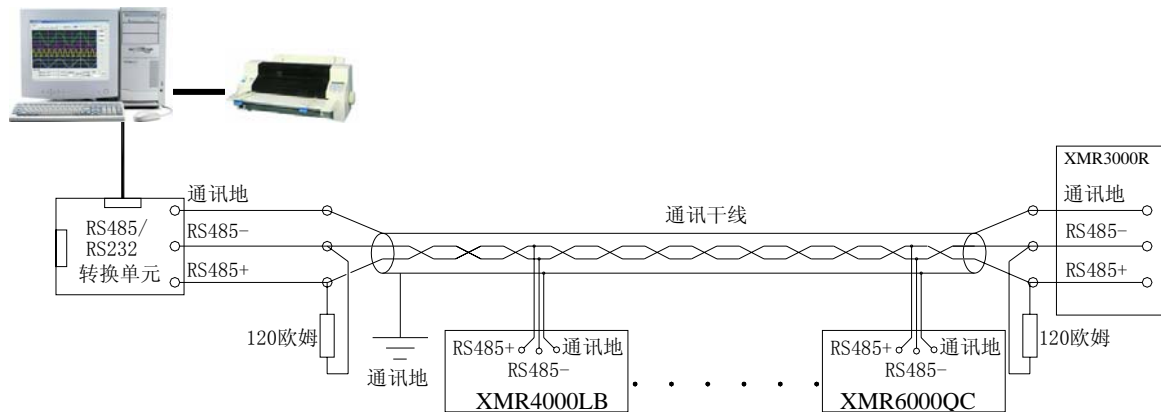 XMR3000R
通讯地
RS485-
RS485+
RS485/
RS232
转换单元
通讯地
RS485-
RS485+
通讯干线
120欧姆
通讯地
RS485+
通讯地
RS485-
XMR4000LB
RS485+
通讯地
RS485-
XMR6000QC
120欧姆